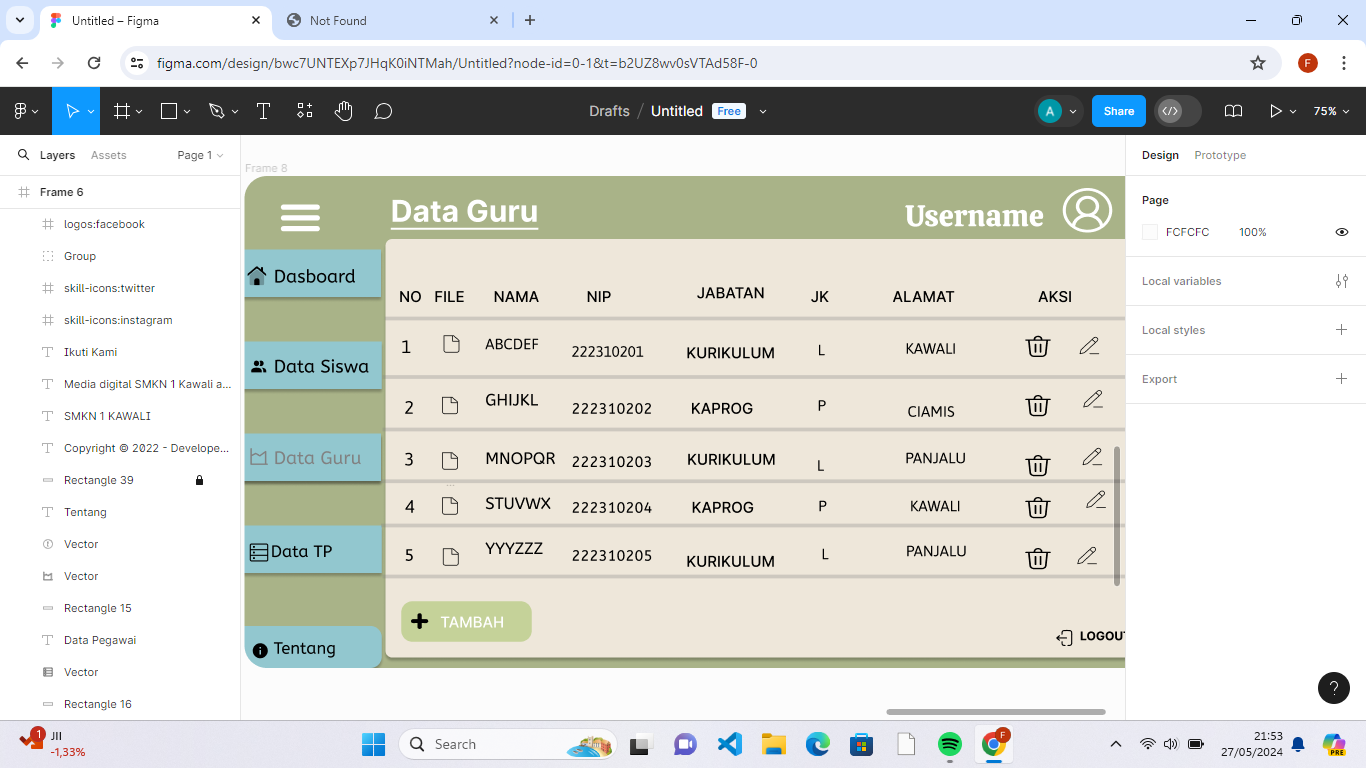 Untitled – Figma
Not Found
figma.com/design/bwc7UNTEXp7JHqK0iNTMah/Untitled?node-id=0-1&t=b2UZ8wv0sVTAd58F-0
F
Drafts / Untitled Free
A
Share
75%
Layers Assets Page 1
Frame 6
logos:facebook
Group
skill-icons:twitter
skill-icons:instagram
Ikuti Kami
Media digital SMKN 1 Kawali a...
SMKN 1 KAWALI
Copyright © 2022 - Develope...
Rectangle 39
Tentang
Vector
Vector
Rectangle 15
Data Pegawai
Vector
Rectangle 16
Frame 8
Data Guru
Username
Dasboard
Data Siswa
Data Guru
Data TP
Tentang
NO FILE NAMA NIP JABATAN JK ALAMAT AKSI
1 ABCDEF 222310201 KURIKULUM L KAWALI
2 GHIJKL 222310202 KAPROG P CIAMIS
3 MNOPQR 222310203 KURIKULUM L PANJALU
4 STUVWX 222310204 KAPROG P KAWALI
5 YYYZZZ 222310205 KURIKULUM L PANJALU
TAMBAH
LOGOUT
Design Prototype
Page
FCFCFC 100%
Local variables
Local styles
Export
?
1
JII
-1,33%
Search
F
21:53
27/05/2024
PRE